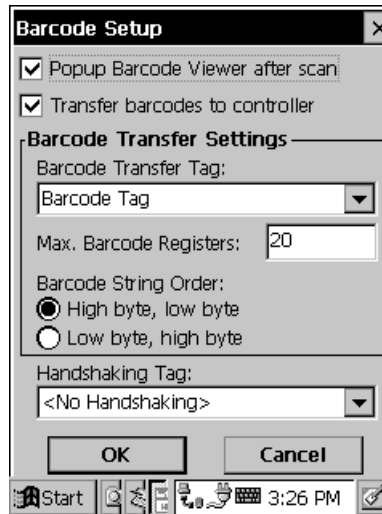 Barcode Setup
Popup Barcode Viewer after scan
Transfer barcodes to controller
Barcode Transfer Settings
Barcode Transfer Tag:
Barcode Tag
Max. Barcode Registers: 20
Barcode String Order:
High byte, low byte
Low byte, high byte
Handshaking Tag:
<No Handshaking>
OK Cancel
Start 3:26 PM